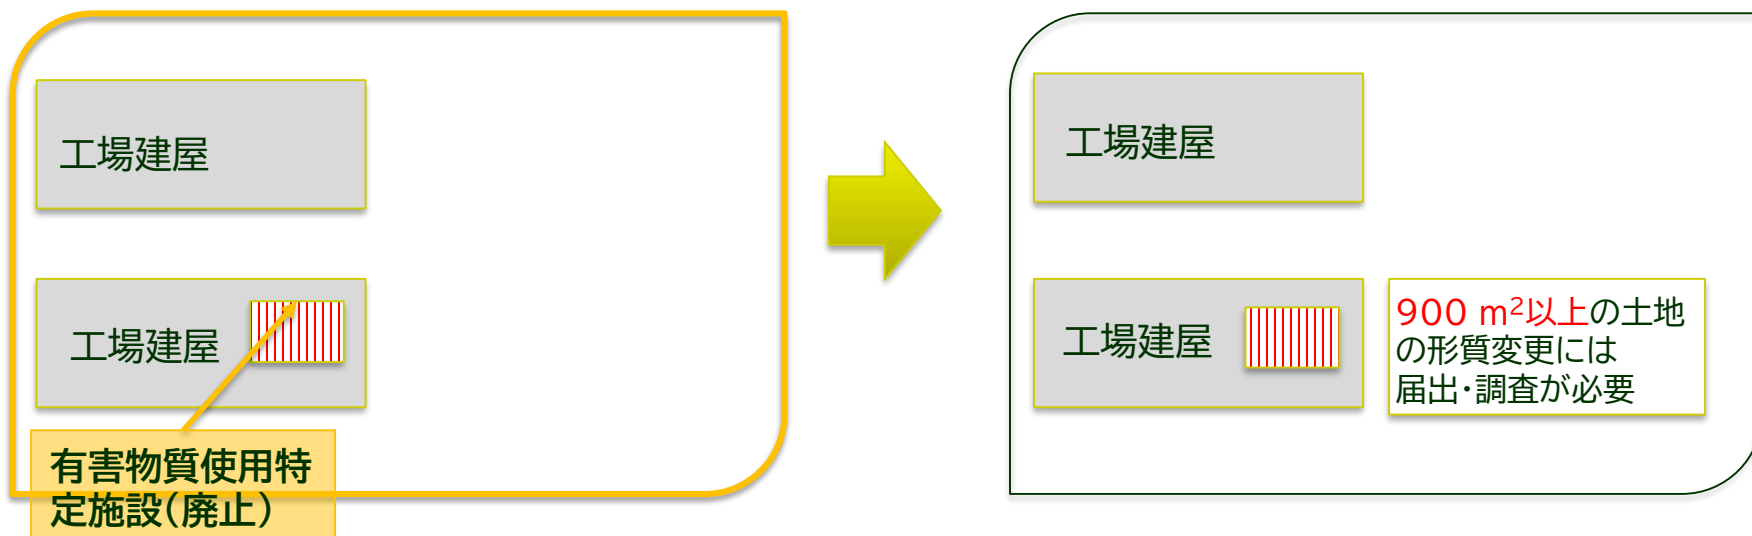 工場建屋
工場建屋
有害物質使用特
定施設(廃止)
工場建屋
工場建屋
900 m²以上の土地
の形質変更には
届出・調査が必要